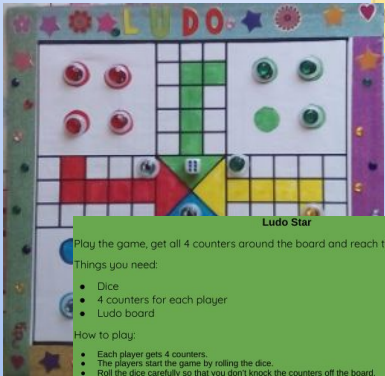 LUDO
Ludo Star
Play the game, get all 4 counters around the board and reach t
Things you need:
● Dice
● 4 counters for each player
● Ludo board
How to play:
● Each player gets 4 counters.
● The players start the game by rolling the dice.
● Roll the dice carefully so that you don't knock the counters off the board.